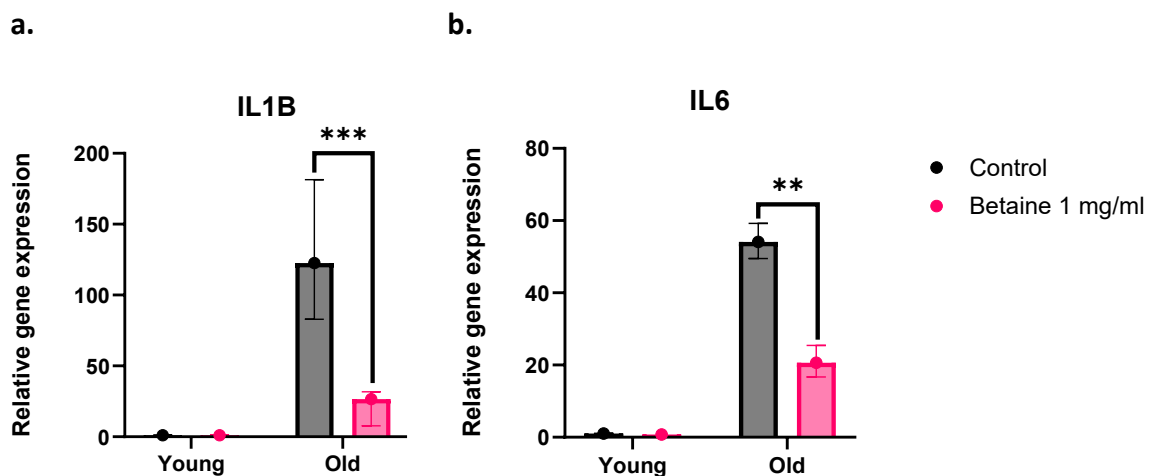 a.
IL1B
Relative gene expression
200
150
100
50
0
***
Young
Old
b.
IL6
Relative gene expression
80
60
40
20
0
**
Young
Old
Control
Betaine 1 mg/ml